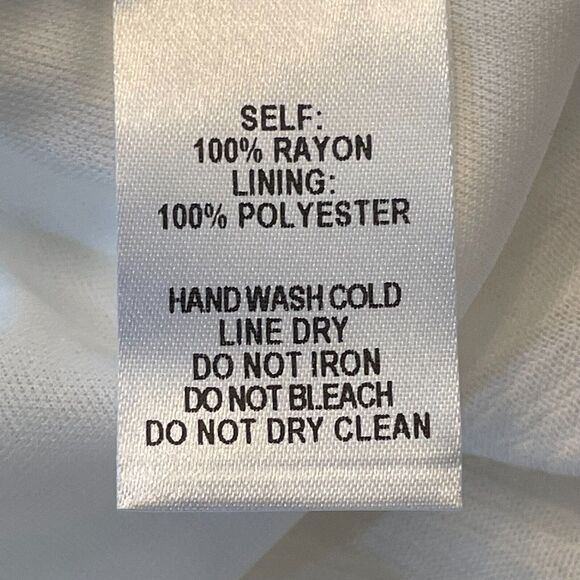 SELF:
100% RAYON
LINING:
100% POLYESTER
HAND WASH COLD
LINE DRY
DO NOT IRON
DO NOT BLEACH
DO NOT DRY CLEAN